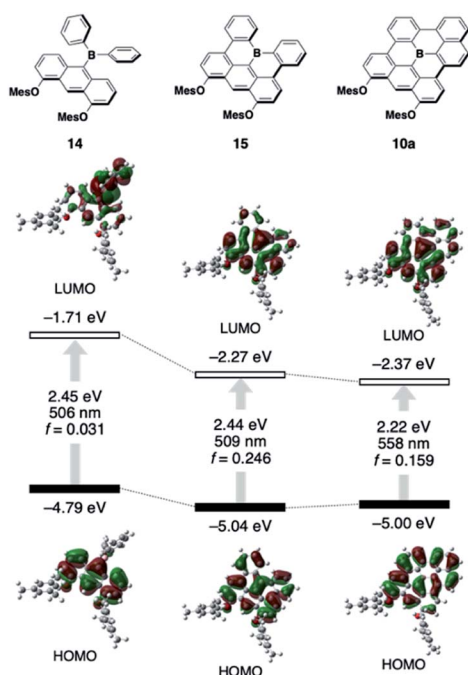 B
B
B
MesO
MesO
MesO
OMes
MesO
MesO
14
15
10a
LUMO
LUMO
LUMO
−1.71 eV
−2.27 eV
−2.37 eV
2.45 eV
506 nm
f = 0.031
2.44 eV
509 nm
f = 0.246
2.22 eV
558 nm
f = 0.159
−4.79 eV
−5.04 eV
−5.00 eV
HOMO
HOMO
HOMO